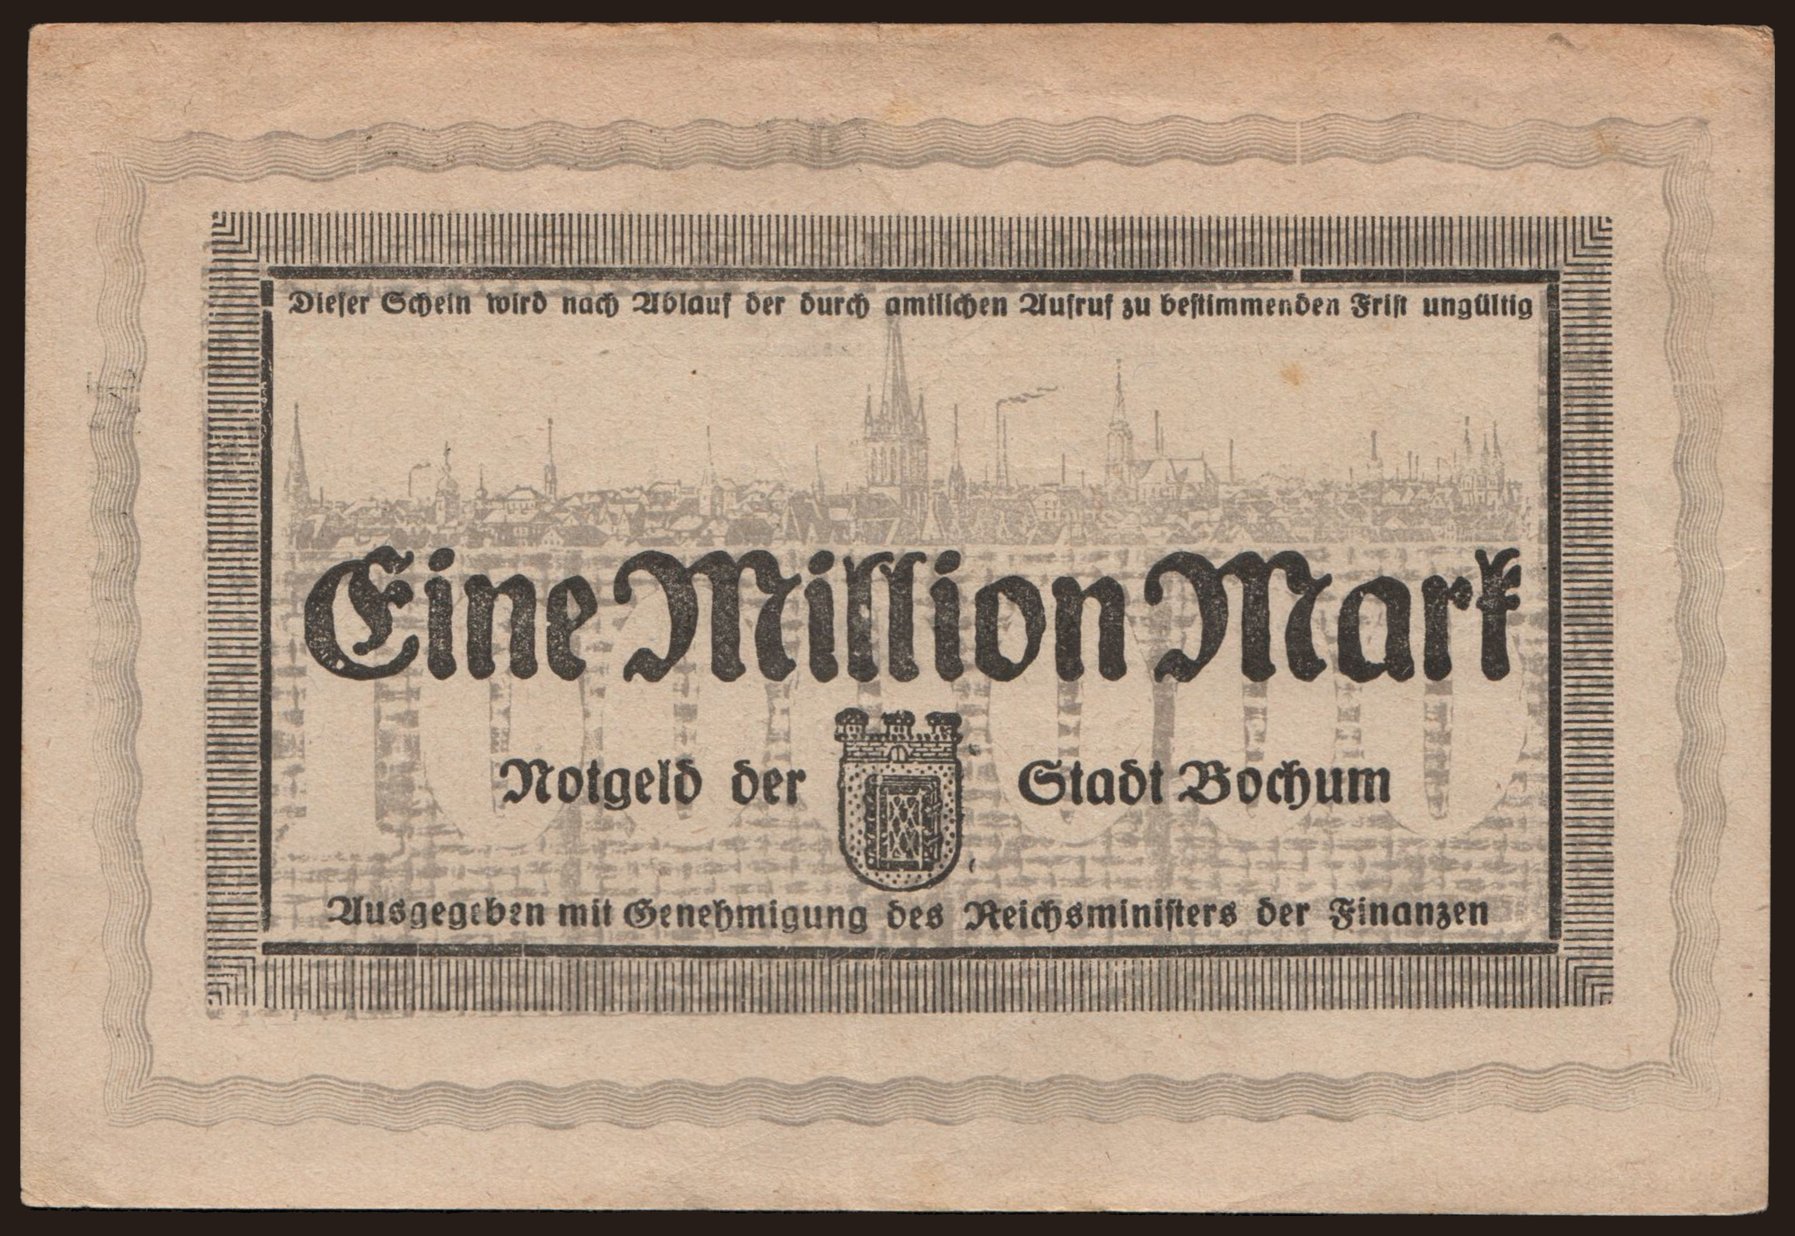 Dieser Schein wird nach Ablauf der durch amtlichen Aufruf zu bestimmenden Frist ungültig
Eine Million Mark
Notgeld der Stadt Bochum
Ausgegeben mit Genehmigung des Reichsministers der Finanzen